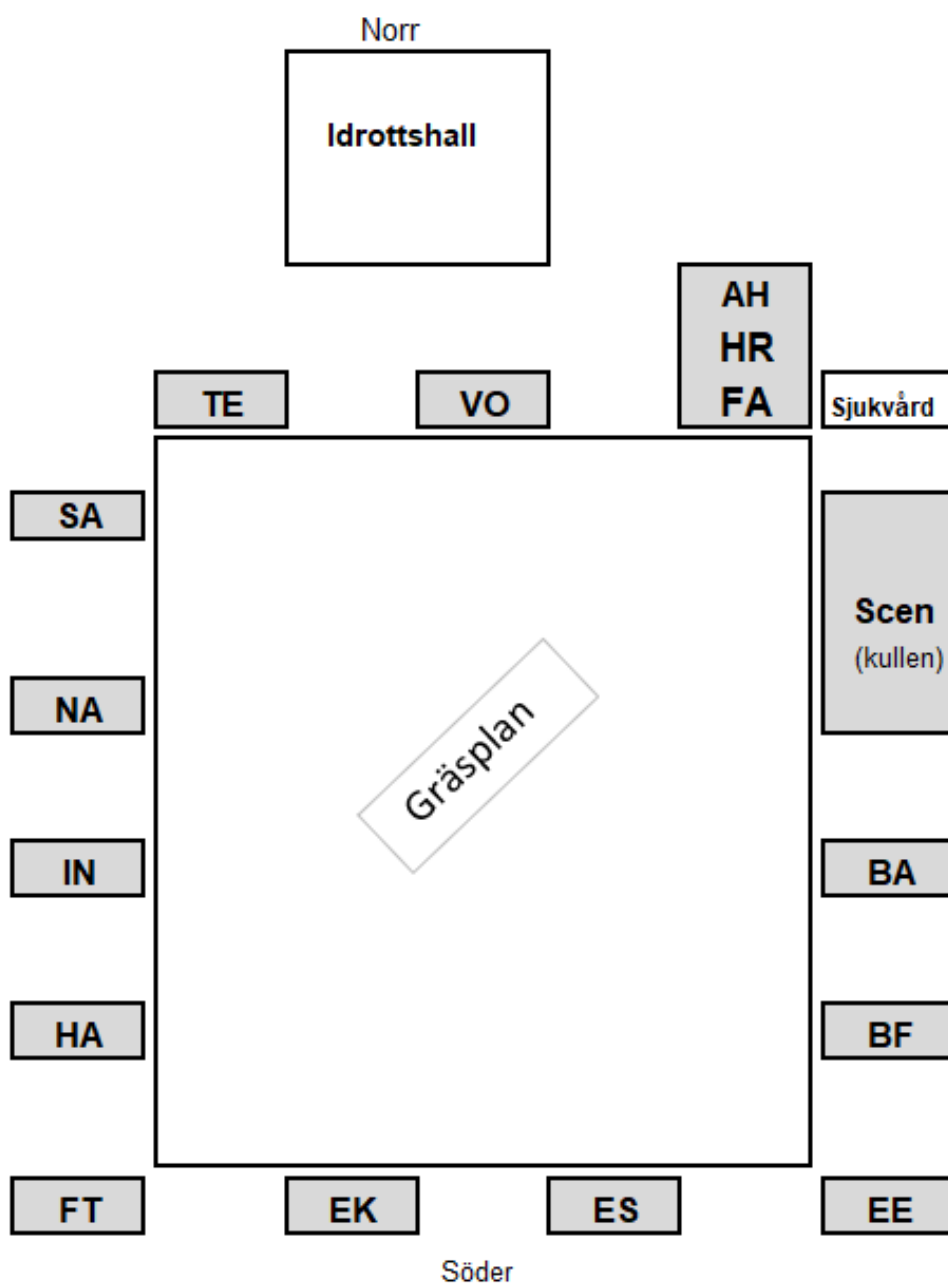 Norr
Idrottshall
AH
HR
FA
TE
VO
Sjukvård
SA
Scen
(kullen)
NA
Gräsplan
IN
BA
HA
BF
FT
EK
ES
EE
Söder